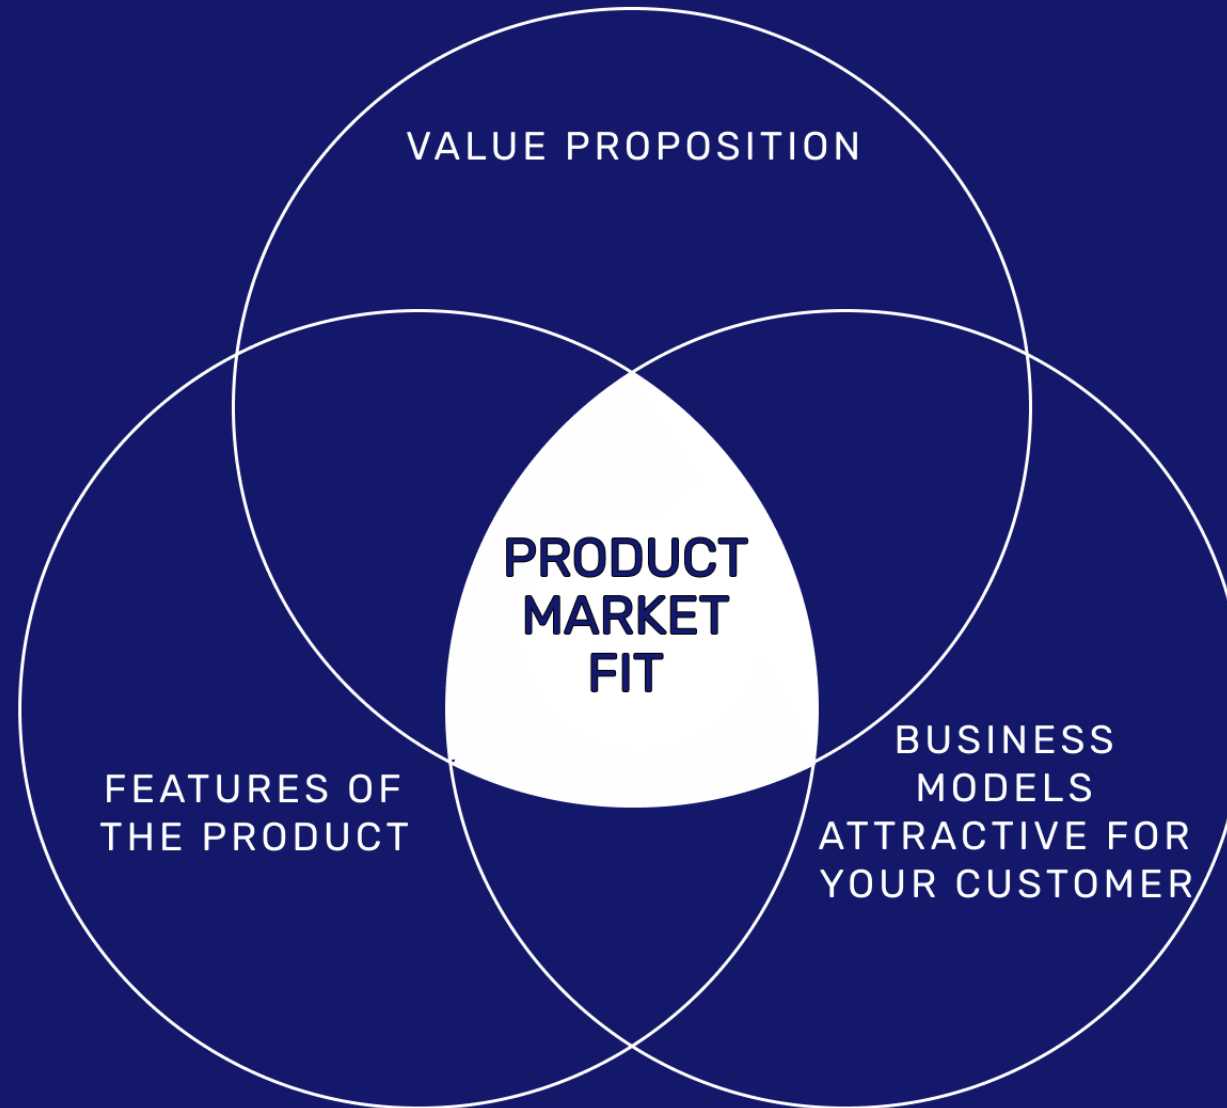 VALUE PROPOSITION
PRODUCT
MARKET
FIT
FEATURES OF
THE PRODUCT
BUSINESS
MODELS
ATTRACTIVE FOR
YOUR CUSTOMER